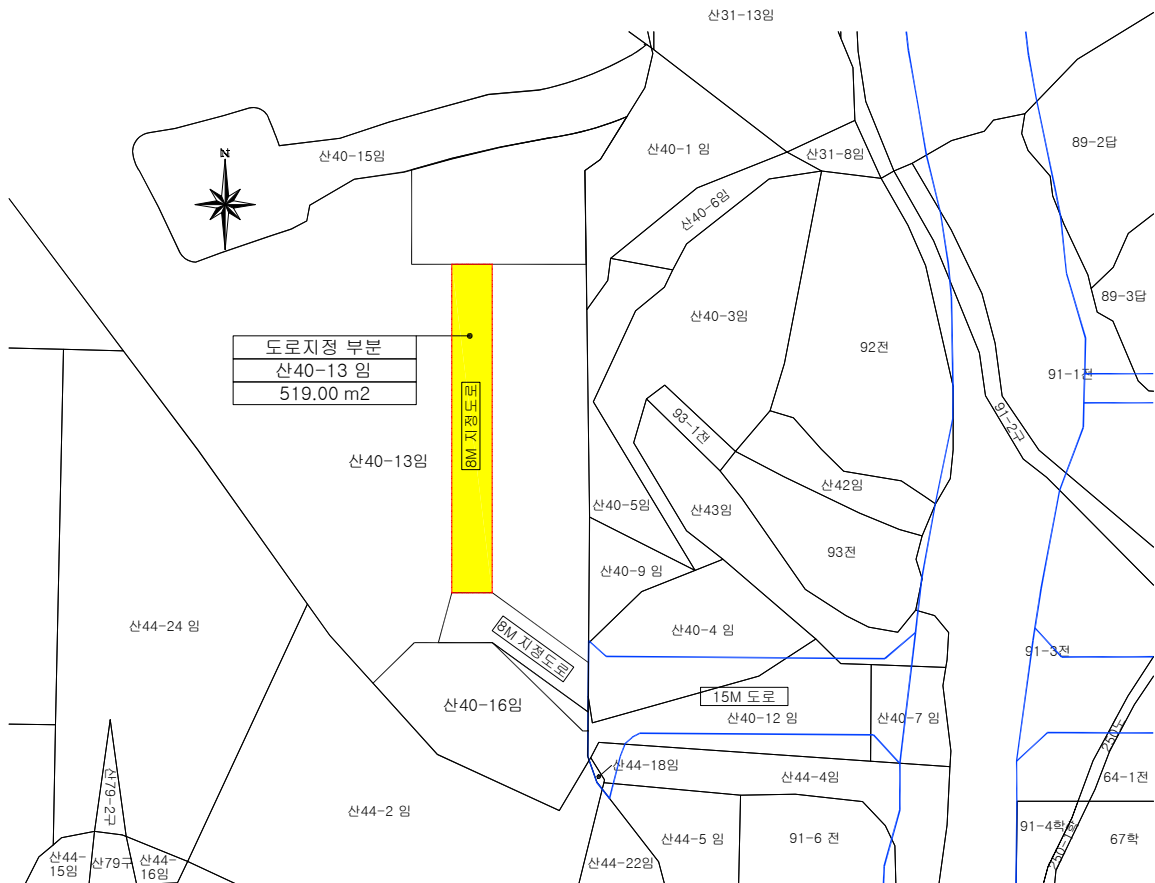 산31-13임
89-2답
산40-1 임
산31-8임
N
산40-15임
산40-6임
89-3답
산40-3임
92전
도로지정 부분
산40-13 임
519.00 m2
91-1전
8M 지정도로
93-1전
91-2구
산40-13임
산42임
산40-5임
산43임
93전
산40-9 임
산44-24 임
산40-4 임
8M 지정도로
91-3전
15M 도로
산40-16임
산40-12 임
산40-7 임
250도
산44-18임
산44-4임
64-1전
산79-2구
산44-2 임
91-4학
산44-5 임
91-6 전
67학
250-1
산44-
15임
산79구
산44-
16임
산44-22임